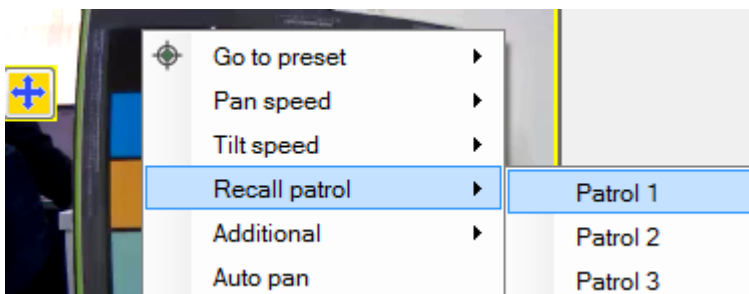 Go to preset
Pan speed
Tilt speed
Recall patrol
Patrol 1
Additional
Patrol 2
Auto pan
Patrol 3